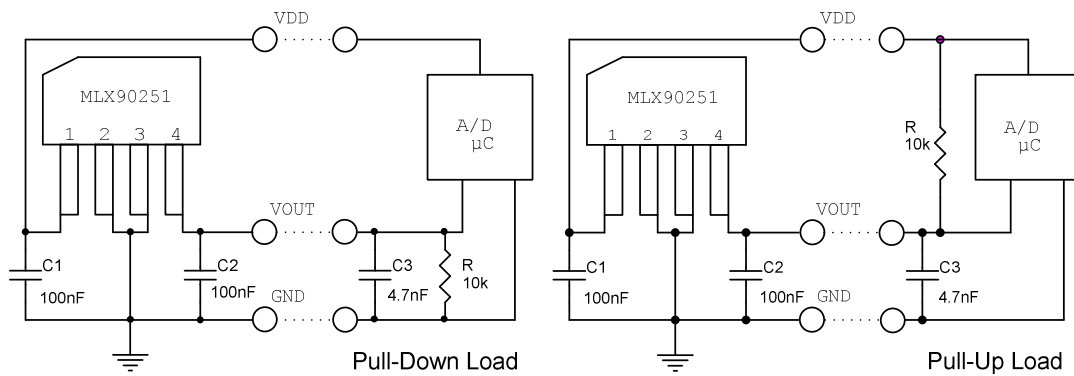 VDD
MLX90251
1 2 3 4
A/D
µC
VOUT
C1
100nF
C2
100nF
C3
4.7nF
R
10k
GND
Pull-Down Load
VDD
MLX90251
1 2 3 4
R
10k
A/D
µC
VOUT
C1
100nF
C2
100nF
C3
4.7nF
GND
Pull-Up Load